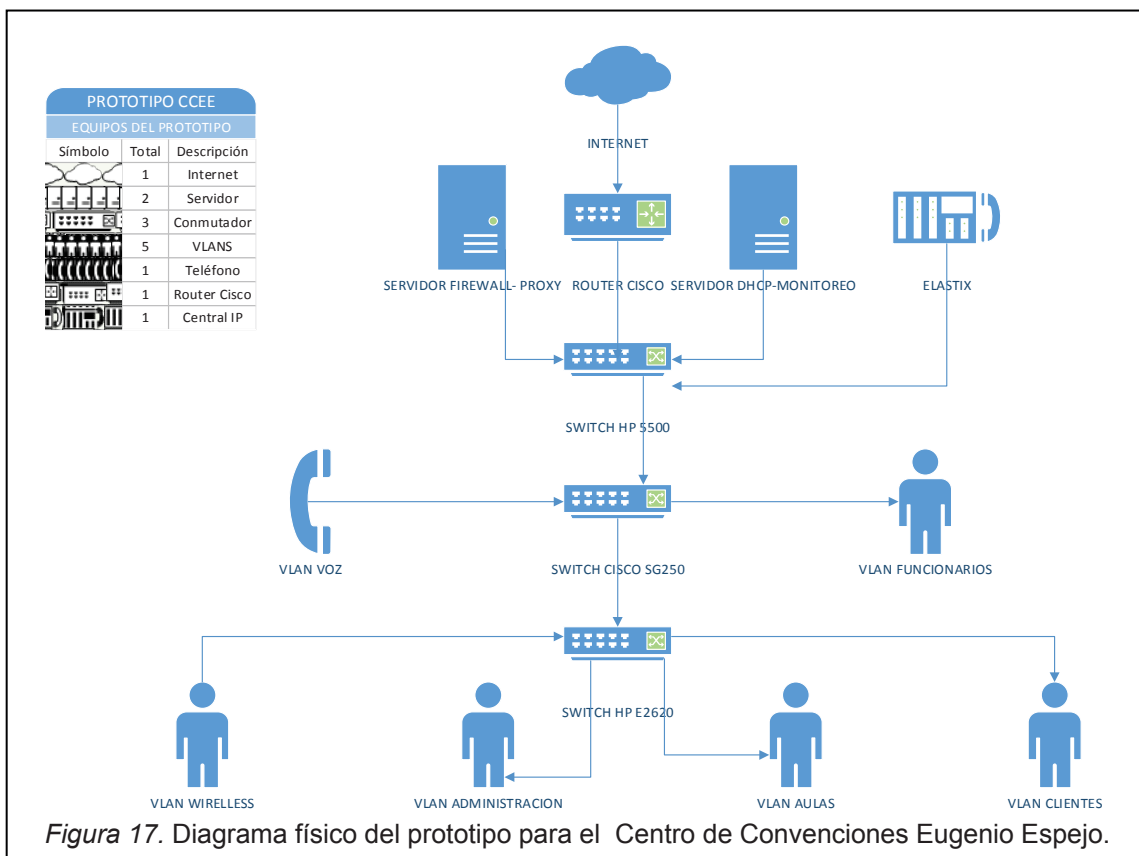 PROTOTIPO CCEE
EQUIPOS DEL PROTOTIPO
Símbolo Total Descripción
1 Internet
2 Servidor
3 Conmutador
5 VLANS
1 Teléfono
1 Router Cisco
1 Central IP
INTERNET
SERVIDOR FIREWALL- PROXY ROUTER CISCO SERVIDOR DHCP-MONITOREO ELASTIX
SWITCH HP 5500
VLAN VOZ SWITCH CISCO SG250 VLAN FUNCIONARIOS
SWITCH HP E2620
VLAN WIRELLESS VLAN ADMINISTRACION VLAN AULAS VLAN CLIENTES
Figura 17. Diagrama físico del prototipo para el Centro de Convenciones Eugenio Espejo.